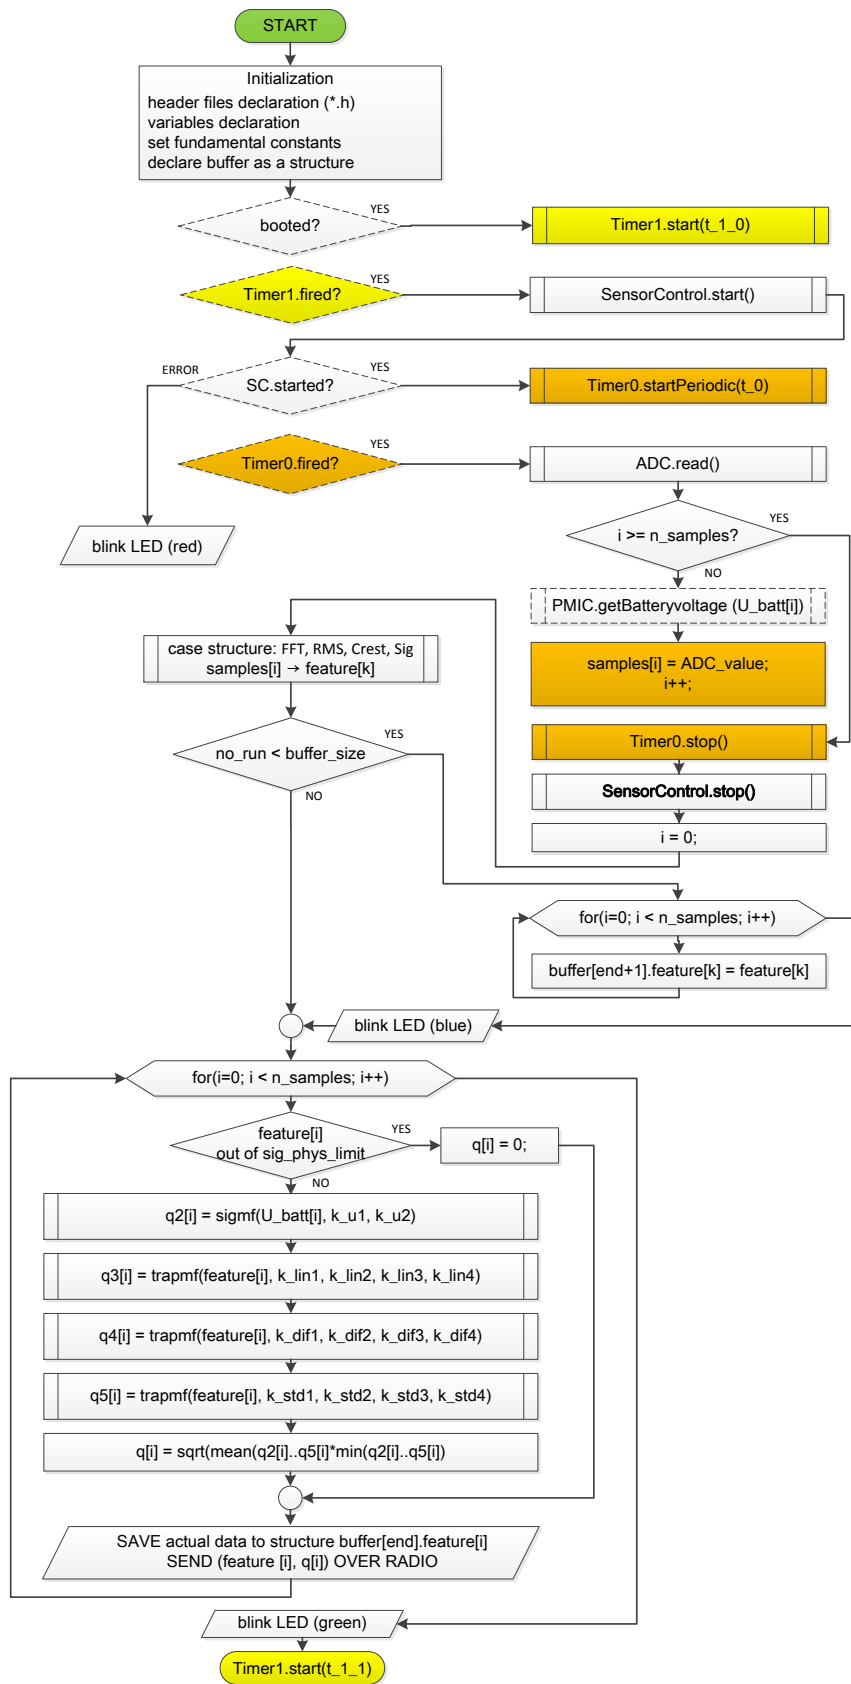 START
Initialization
header files declaration (*.h)
variables declaration
set fundamental constants
declare buffer as a structure
booted?
YES
Timer1.start(t_1_0)
Timer1.fired?
YES
SensorControl.start()
ERROR
SC.started?
YES
Timer0.startPeriodic(t_0)
Timer0.fired?
YES
ADC.read()
blink LED (red)
i >= n_samples?
YES
NO
PMIC.getBatteryvoltage (U_batt[i])
samples[i] = ADC_value;
i++;
case structure: FFT, RMS, Crest, Sig
samples[i] → feature[k]
no_run < buffer_size
YES
NO
Timer0.stop()
SensorControl.stop()
i = 0;
for(i=0; i < n_samples; i++)
buffer[end+1].feature[k] = feature[k]
blink LED (blue)
for(i=0; i < n_samples; i++)
feature[i]
out of sig_phys_limit
YES
q[i] = 0;
NO
q2[i] = sigmf(U_batt[i], k_u1, k_u2)
q3[i] = trapmf(feature[i], k_lin1, k_lin2, k_lin3, k_lin4)
q4[i] = trapmf(feature[i], k_dif1, k_dif2, k_dif3, k_dif4)
q5[i] = trapmf(feature[i], k_std1, k_std2, k_std3, k_std4)
q[i] = sqrt(mean(q2[i]..q5[i]*min(q2[i]..q5[i])
SAVE actual data to structure buffer[end].feature[i]
SEND (feature [i], q[i]) OVER RADIO
blink LED (green)
Timer1.start(t_1_1)